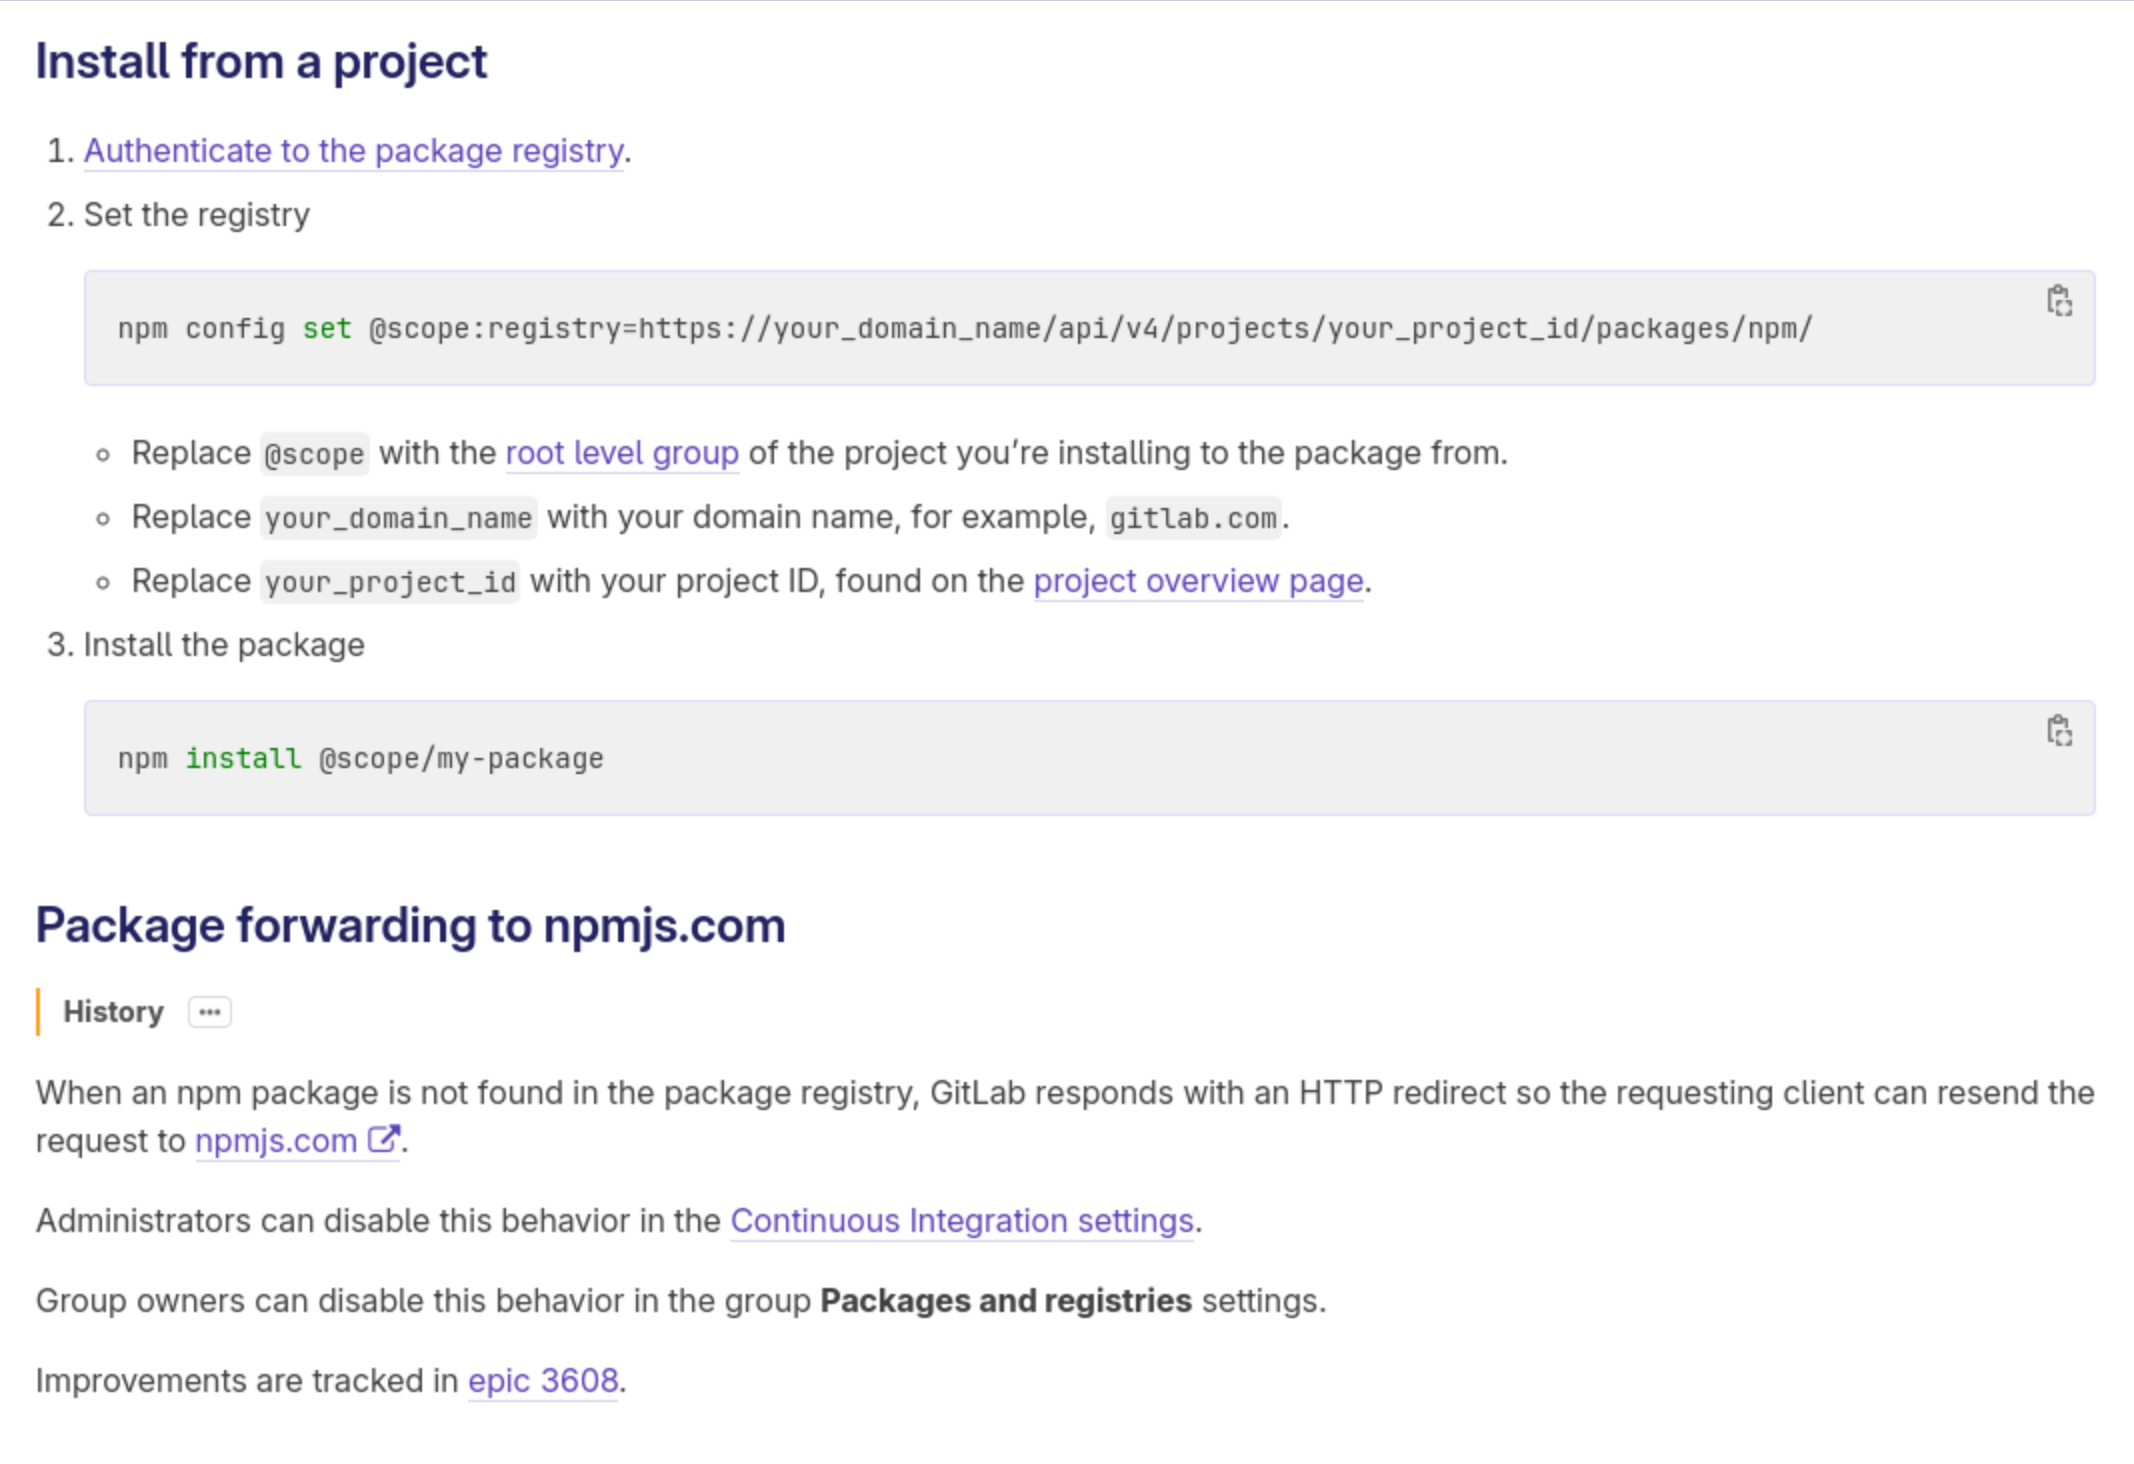 Install from a project
1. Authenticate to the package registry.
2. Set the registry
npm config set @scope:registry=https://your_domain_name/api/v4/projects/your_project_id/packages/npm/
Replace @scope with the root level group of the project you’re installing to the package from.
Replace your_domain_name with your domain name, for example, gitlab.com.
Replace your_project_id with your project ID, found on the project overview page.
3. Install the package
npm install @scope/my-package
Package forwarding to npmjs.com
History
When an npm package is not found in the package registry, GitLab responds with an HTTP redirect so the requesting client can resend the
request to npmjs.com.
Administrators can disable this behavior in the Continuous Integration settings.
Group owners can disable this behavior in the group Packages and registries settings.
Improvements are tracked in epic 3608.